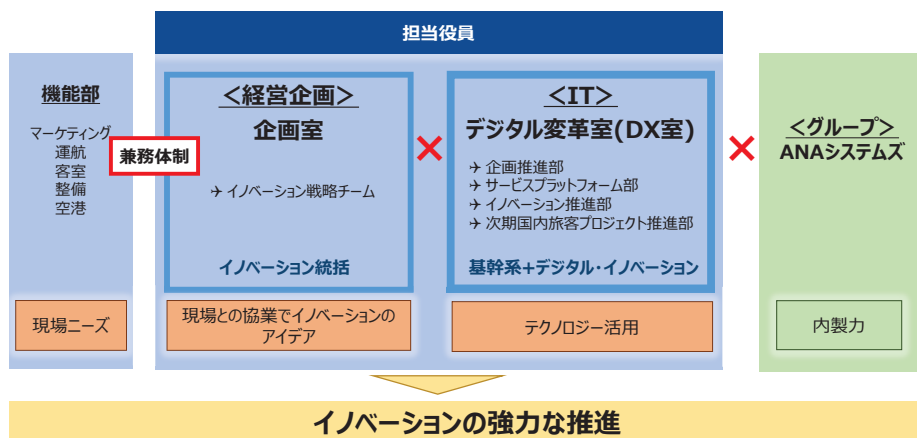 担当役員
機能部
マーケティング
運航
客室
整備
空港
兼務体制
現場ニーズ
＜経営企画＞
企画室
✈ イノベーション戦略チーム
イノベーション統括
現場との協業でイノベーションの
アイデア
×
＜IT＞
デジタル変革室(DX室)
✈ 企画推進部
✈ サービスプラットフォーム部
✈ イノベーション推進部
✈ 次期国内旅客プロジェクト推進部
基幹系+デジタル・イノベーション
テクノロジー活用
×
＜グループ＞
ANAシステムズ
内製力
イノベーションの強力な推進